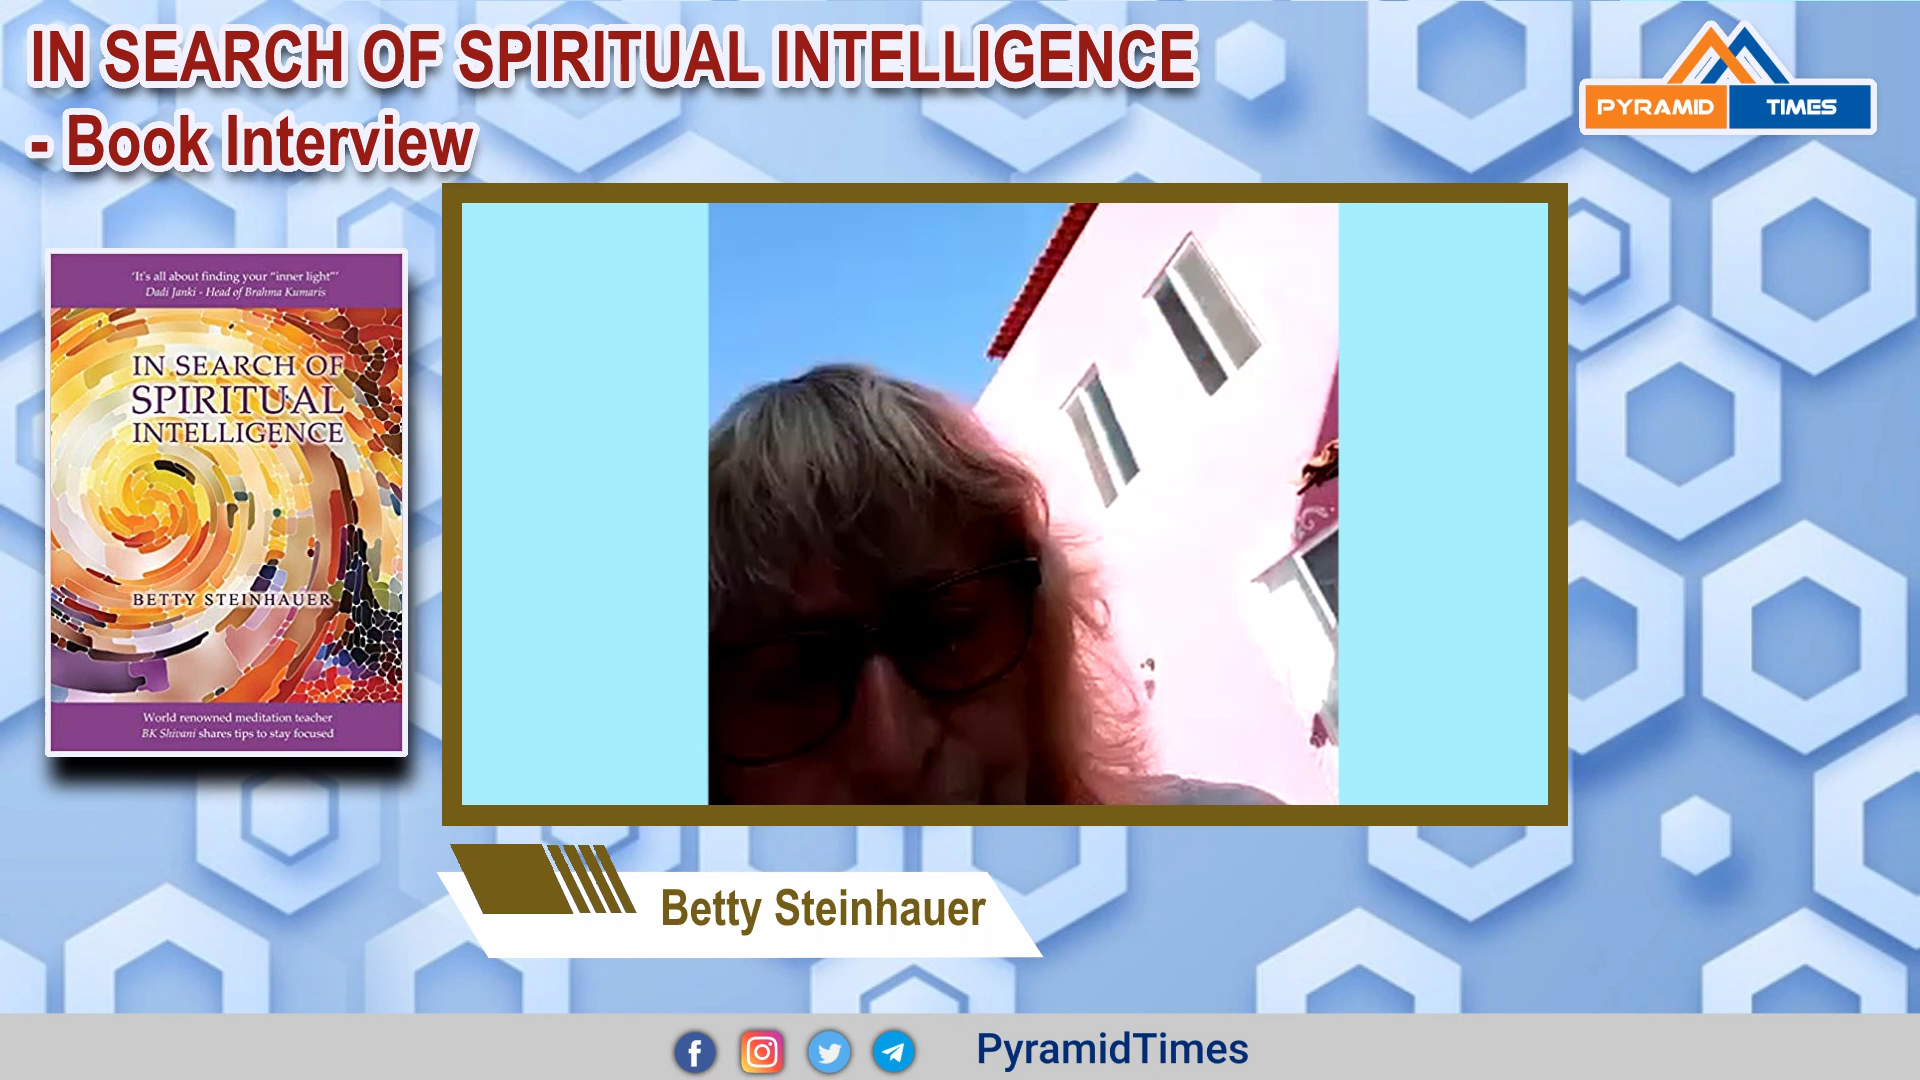 IN SEARCH OF SPIRITUAL INTELLIGENCE
- Book Interview
PYRAMID TIMES
'It's all about finding your "inner light"'
Dadi Janki - Head of Brahma Kumaris
IN SEARCH OF
SPIRITUAL
INTELLIGENCE
BETTY STEINHAUER
World renowned meditation teacher
BK Shivani shares tips to stay focused
Betty Steinhauer
PyramidTimes